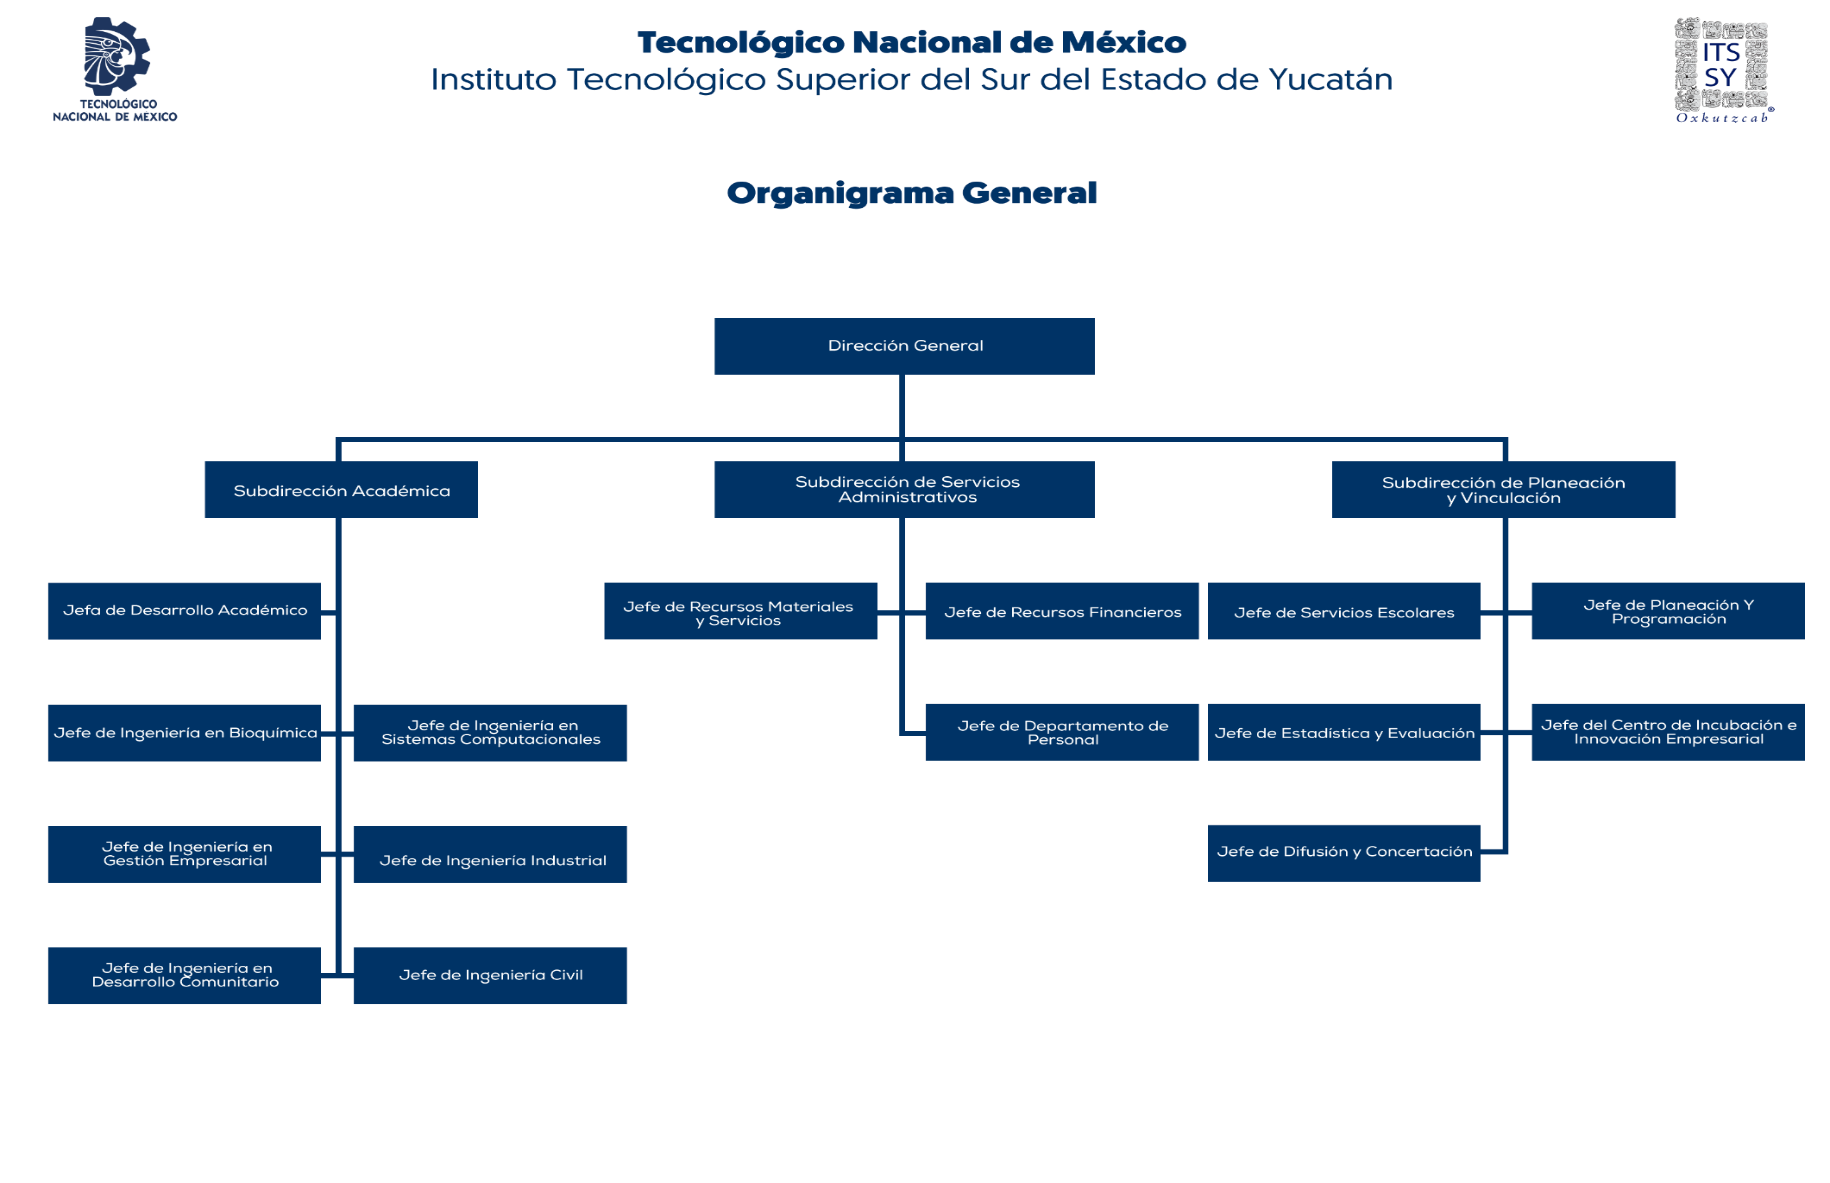 Tecnológico Nacional de México
Instituto Tecnológico Superior del Sur del Estado de Yucatán
TECNOLÓGICO
NACIONAL DE MÉXICO
ITS
SY
®
Oxkutzcab
Organigrama General
Dirección General
Subdirección Académica
Subdirección de Servicios
Administrativos
Subdirección de Planeación
y Vinculación
Jefa de Desarrollo Académico
Jefe de Recursos Materiales
y Servicios
Jefe de Recursos Financieros
Jefe de Servicios Escolares
Jefe de Planeación Y
Programación
Jefe de Ingeniería en Bioquímica
Jefe de Ingeniería en
Sistemas Computacionales
Jefe de Departamento de
Personal
Jefe de Estadística y Evaluación
Jefe del Centro de Incubación e
Innovación Empresarial
Jefe de Ingeniería en
Gestión Empresarial
Jefe de Ingeniería Industrial
Jefe de Difusión y Concertación
Jefe de Ingeniería en
Desarrollo Comunitario
Jefe de Ingeniería Civil